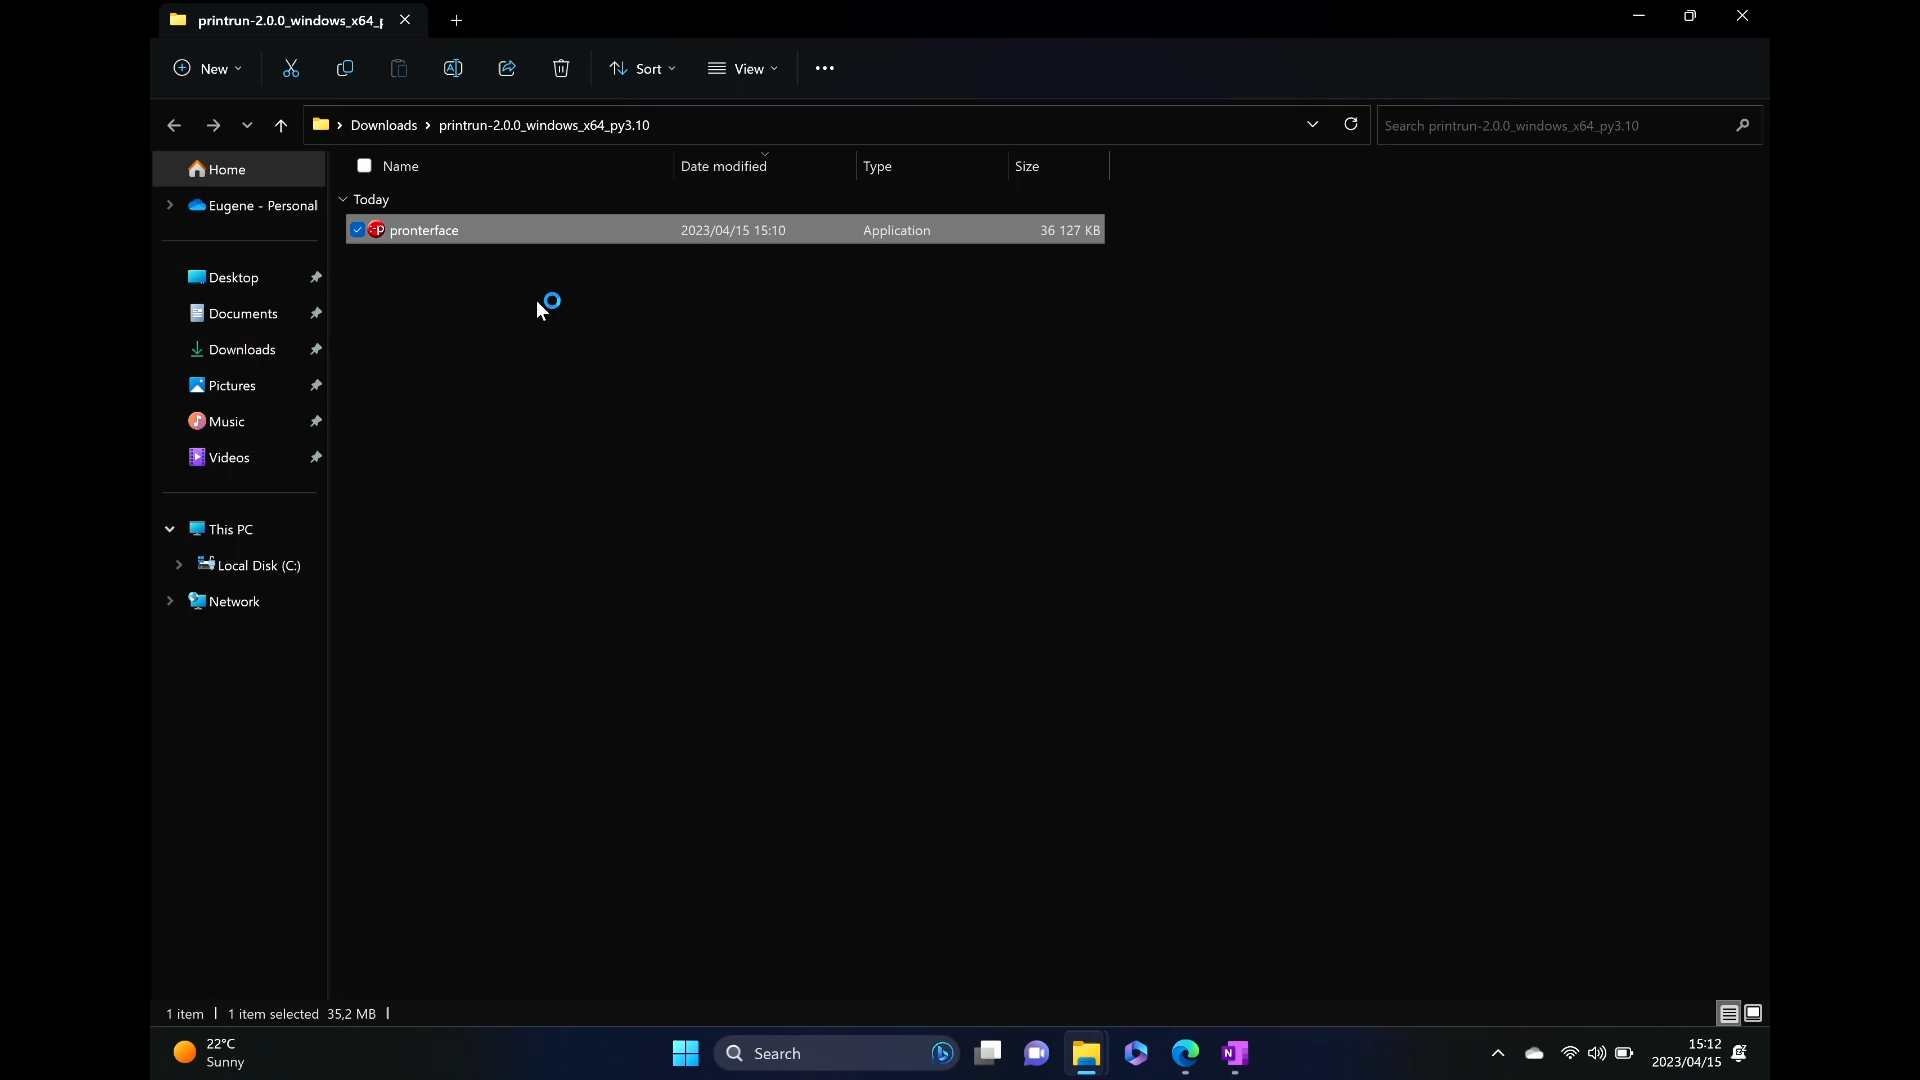 printrun-2.0.0_windows_x64_p
New
Sort
View
Downloads
printrun-2.0.0_windows_x64_py3.10
Search printrun-2.0.0_windows_x64_py3.10
Home
Name
Date modified
Type
Size
Eugene - Personal
Today
pronterface
2023/04/15 15:10
Application
36 127 KB
Desktop
Documents
Downloads
Pictures
Music
Videos
This PC
Local Disk (C:)
Network
1 item
1 item selected 35,2 MB
22°C
Sunny
Search
15:12
2023/04/15